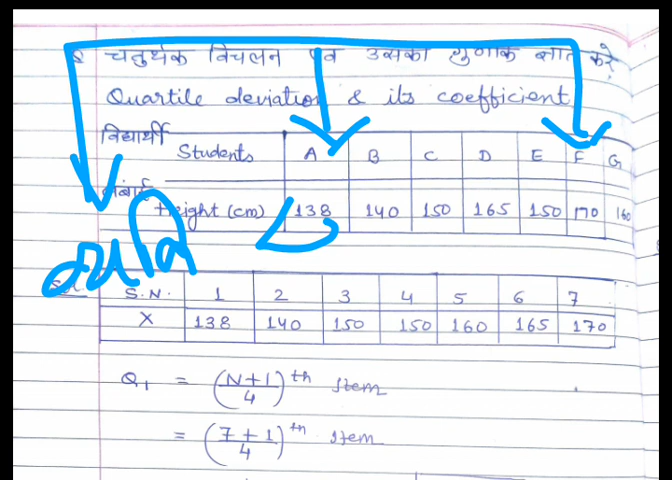 चतुर्थक विचलन एवं उसका गुणांक ज्ञात करे
Quartile deviation & its coefficient
विद्यार्थी Students A B C D E F G
Height (cm) 138 140 150 165 150 170 160
S.N. 1 2 3 4 5 6 7
X 138 140 150 150 160 165 170
Q₁ = (N+1/4)th Item
= (7+1/4)th Item